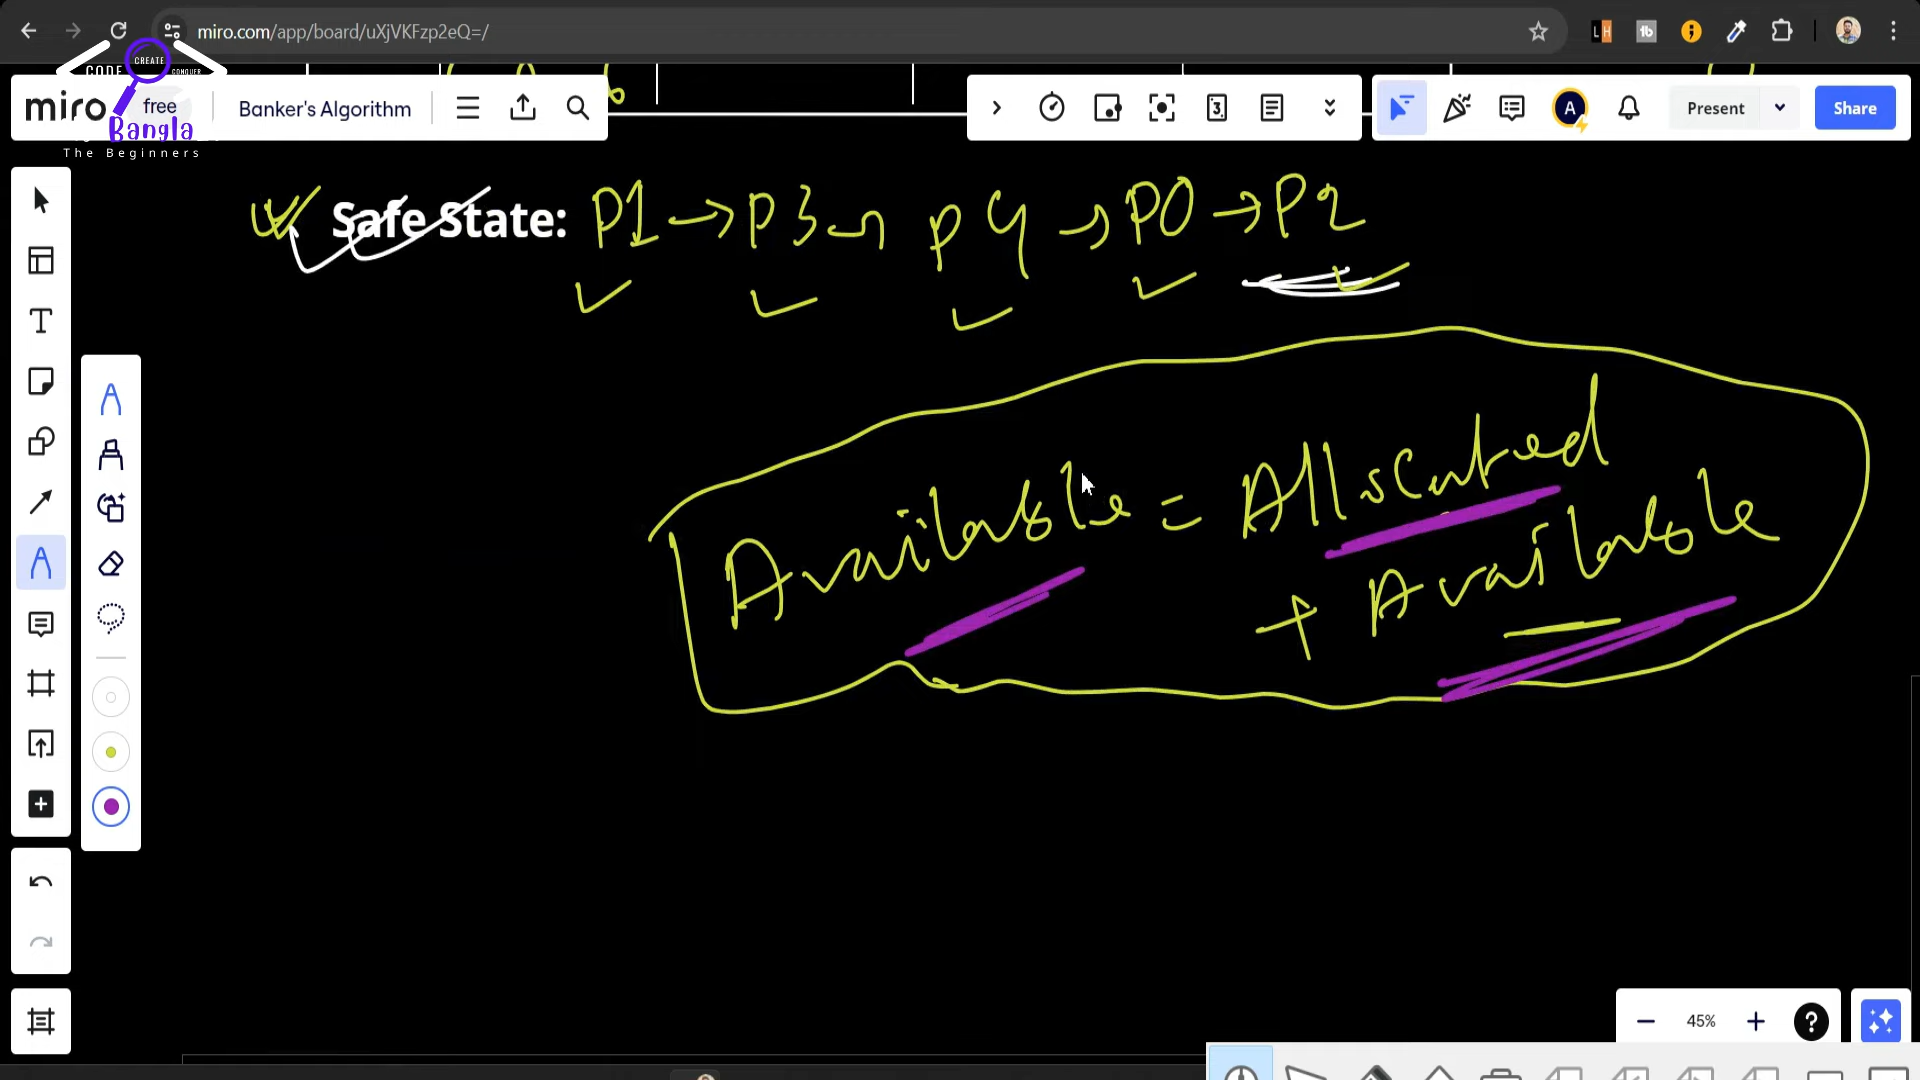 miro.com/app/board/uXjVKFzp2eQ=/
CODE CREATE CONQUER
miro free Banker's Algorithm
Bangla
The Beginners
A Present Share
Safe State: P1 → P3 → P4 → P0 → P2
Available = Allocated
+ Available
45%